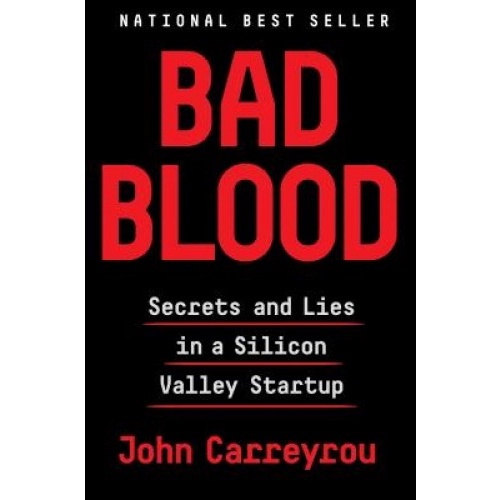 NATIONAL BEST SELLER
BAD
BLOOD
Secrets and Lies
in a Silicon
Valley Startup
John Carreyrou